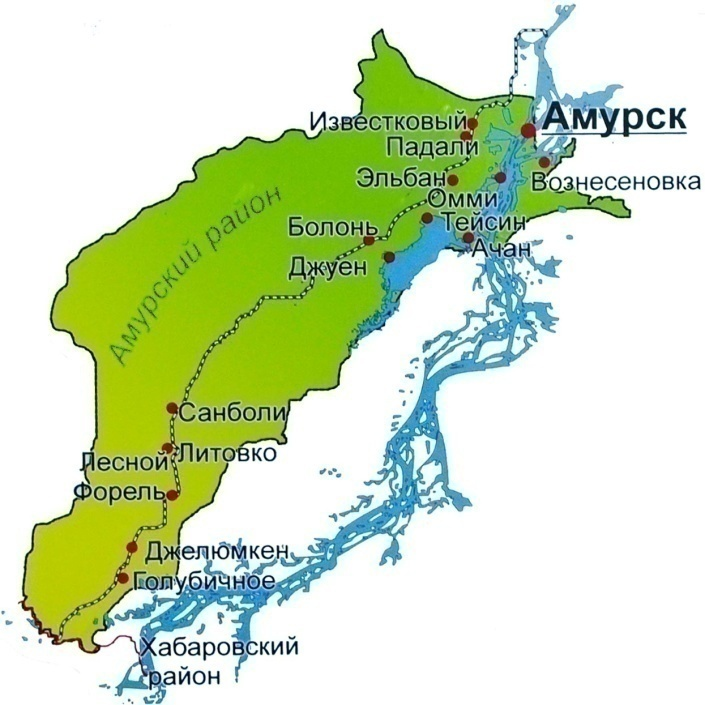 Амурск
Известковый
Падали
Эльбан
Вознесеновка
Омми
Тейсин
Болонь
Ачан
Джуен
Амурский район
Санболи
Литовко
Лесной
Форель
Джелюмкен
Голубичное
Хабаровский
район